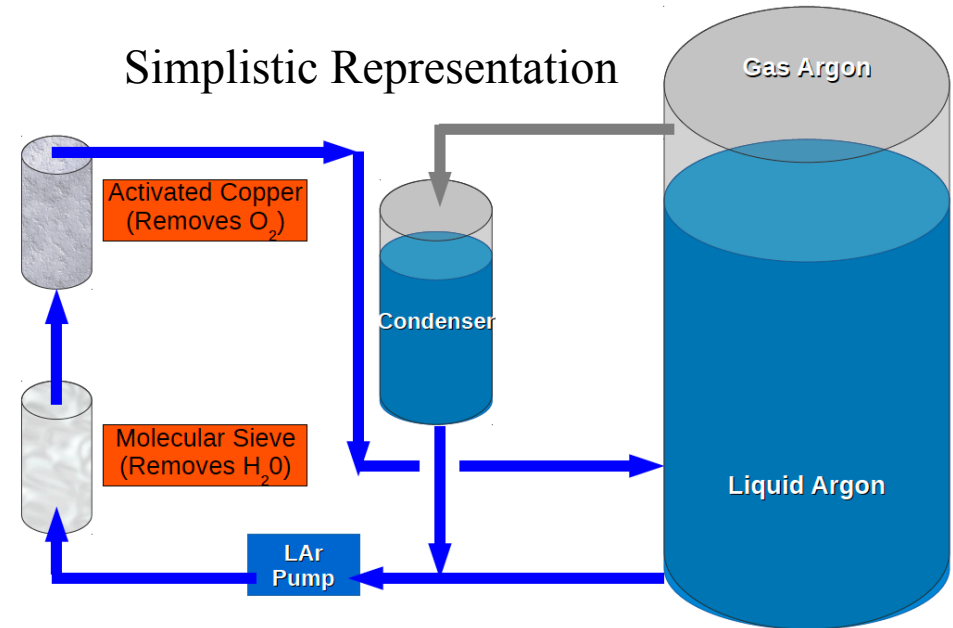 Simplistic Representation
Gas Argon
Activated Copper
(Removes O₂)
Condenser
Molecular Sieve
(Removes H₂0)
Liquid Argon
LAr
Pump